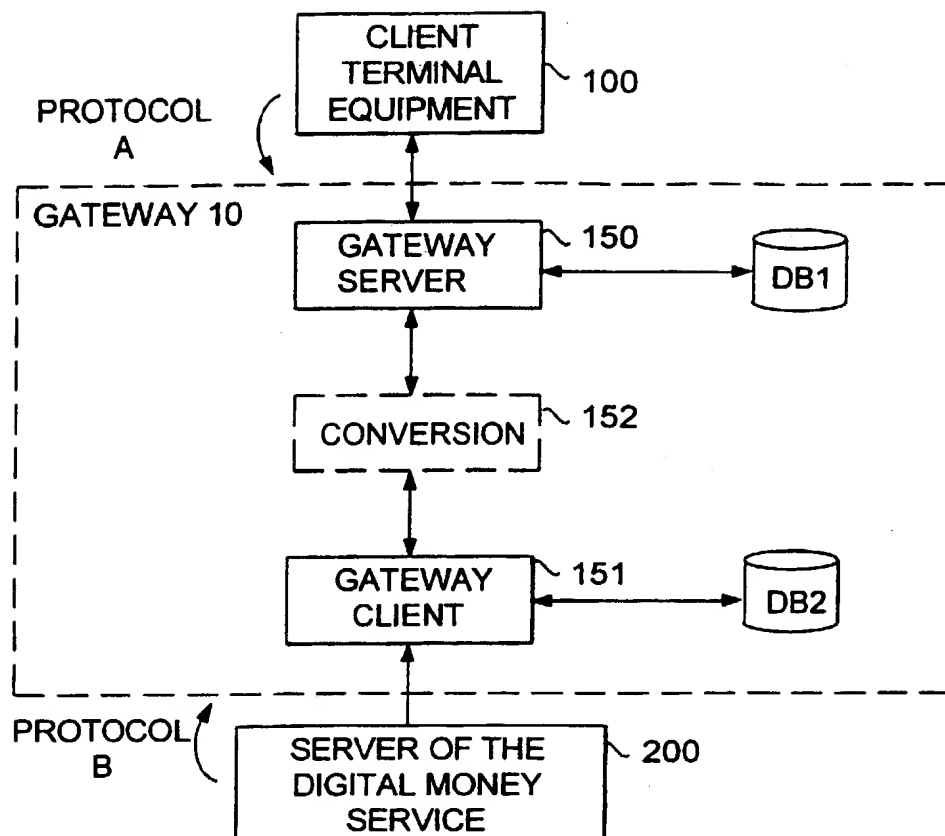 CLIENT
TERMINAL
EQUIPMENT
100
PROTOCOL
A
GATEWAY 10
GATEWAY
SERVER
150
DB1
CONVERSION
152
GATEWAY
CLIENT
151
DB2
PROTOCOL
B
SERVER OF THE
DIGITAL MONEY
SERVICE
200